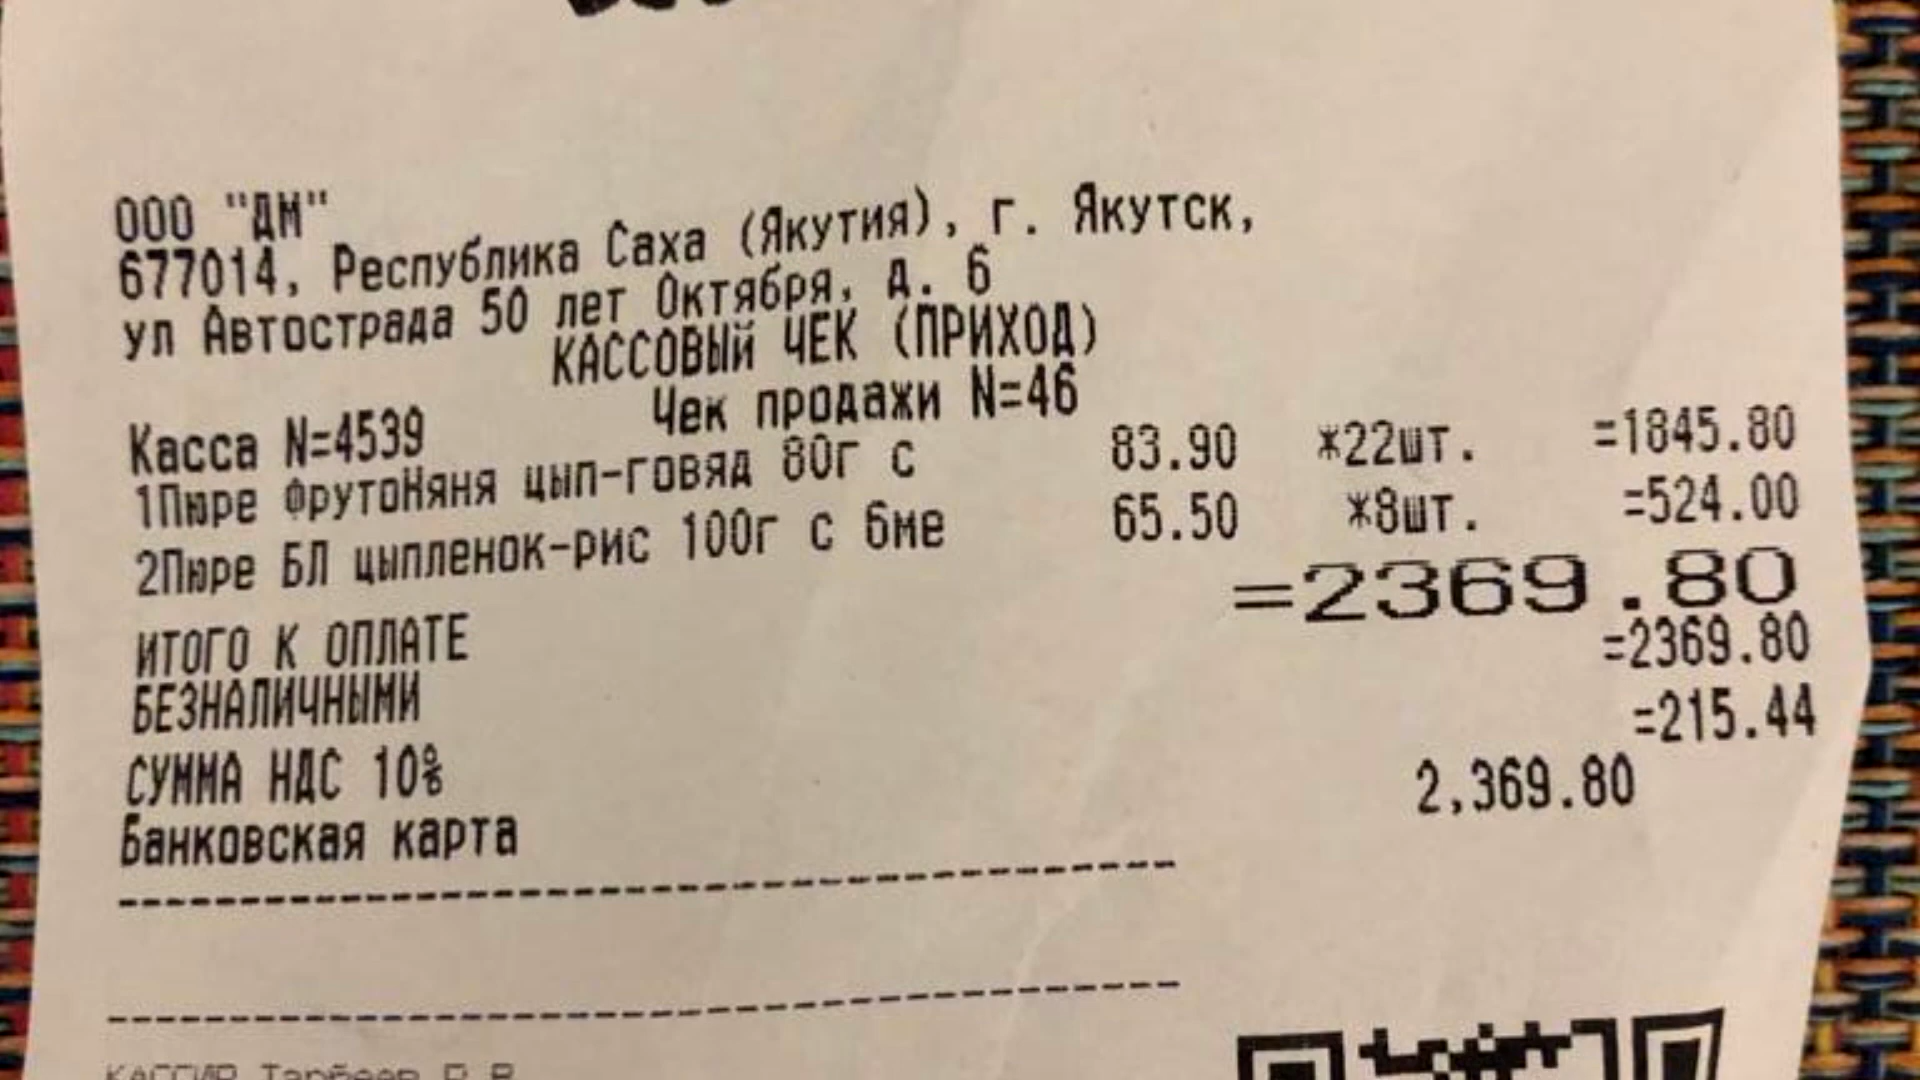 ООО "ДМ"
677014, Республика Саха (Якутия), г. Якутск,
ул Автострада 50 лет Октября, д. 6
КАССОВЫЙ ЧЕК (ПРИХОД)
Касса N=4539 Чек продажи N=46
1Пюре ФрутоНяня цып-говяд 80г с 83.90 *22шт. =1845.80
2Пюре БЛ цыпленок-рис 100г с 6ме 65.50 *8шт. =524.00
ИТОГО К ОПЛАТЕ =2369.80
БЕЗНАЛИЧНЫМИ =2369.80
СУММА НДС 10% =215.44
Банковская карта 2,369.80
КАССИР